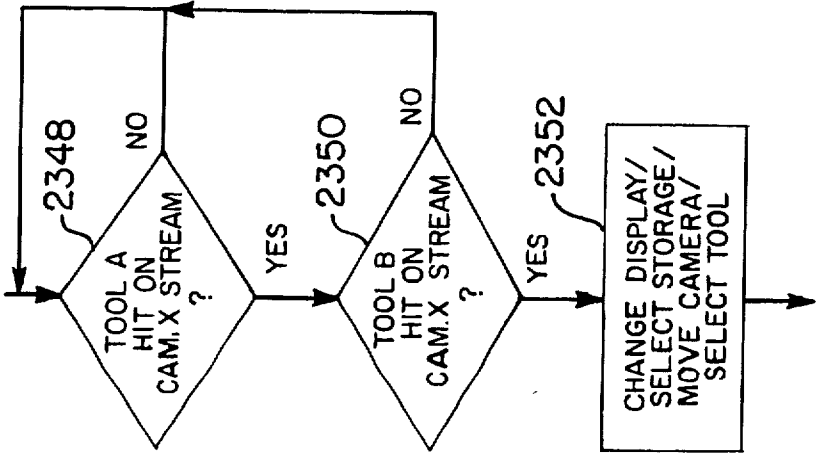 2348
TOOL A
HIT ON
CAM.X STREAM
?
NO
YES
2350
TOOL B
HIT ON
CAM.X STREAM
?
NO
YES
2352
CHANGE DISPLAY/
SELECT STORAGE/
MOVE CAMERA/
SELECT TOOL